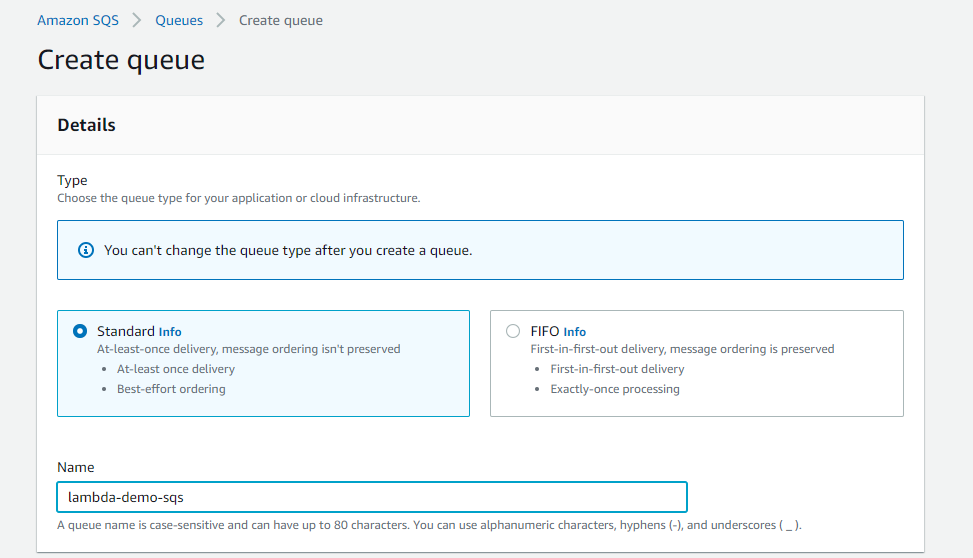 Amazon SQS > Queues > Create queue
Create queue
Details
Type
Choose the queue type for your application or cloud infrastructure.
You can't change the queue type after you create a queue.
Standard Info
At-least-once delivery, message ordering isn't preserved
• At-least once delivery
• Best-effort ordering
FIFO Info
First-in-first-out delivery, message ordering is preserved
• First-in-first-out delivery
• Exactly-once processing
Name
lambda-demo-sqs
A queue name is case-sensitive and can have up to 80 characters. You can use alphanumeric characters, hyphens (-), and underscores ( _ ).